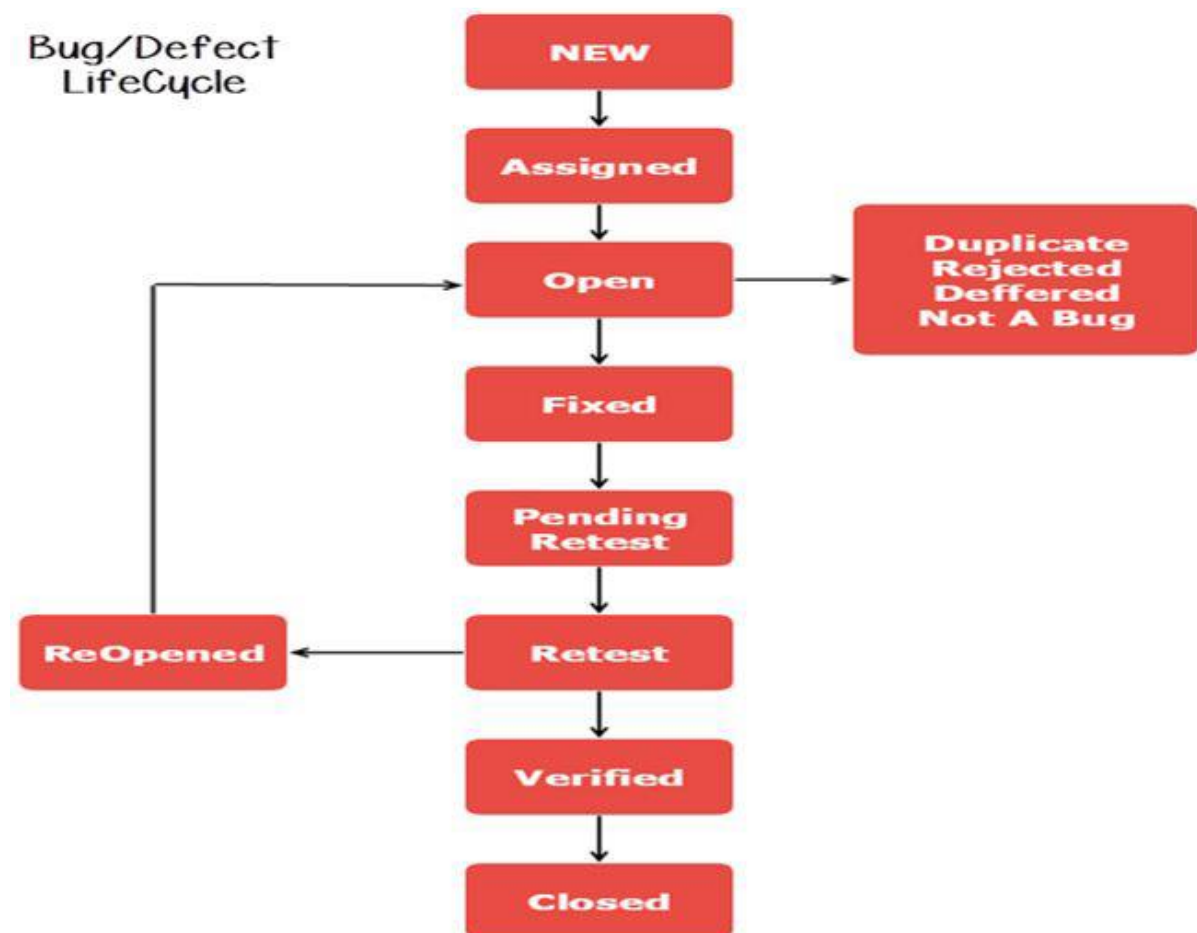 Bug/Defect
LifeCycle
NEW
Assigned
Open
Duplicate
Rejected
Deffered
Not A Bug
Fixed
Pending
Retest
ReOpened
Retest
Verified
Closed